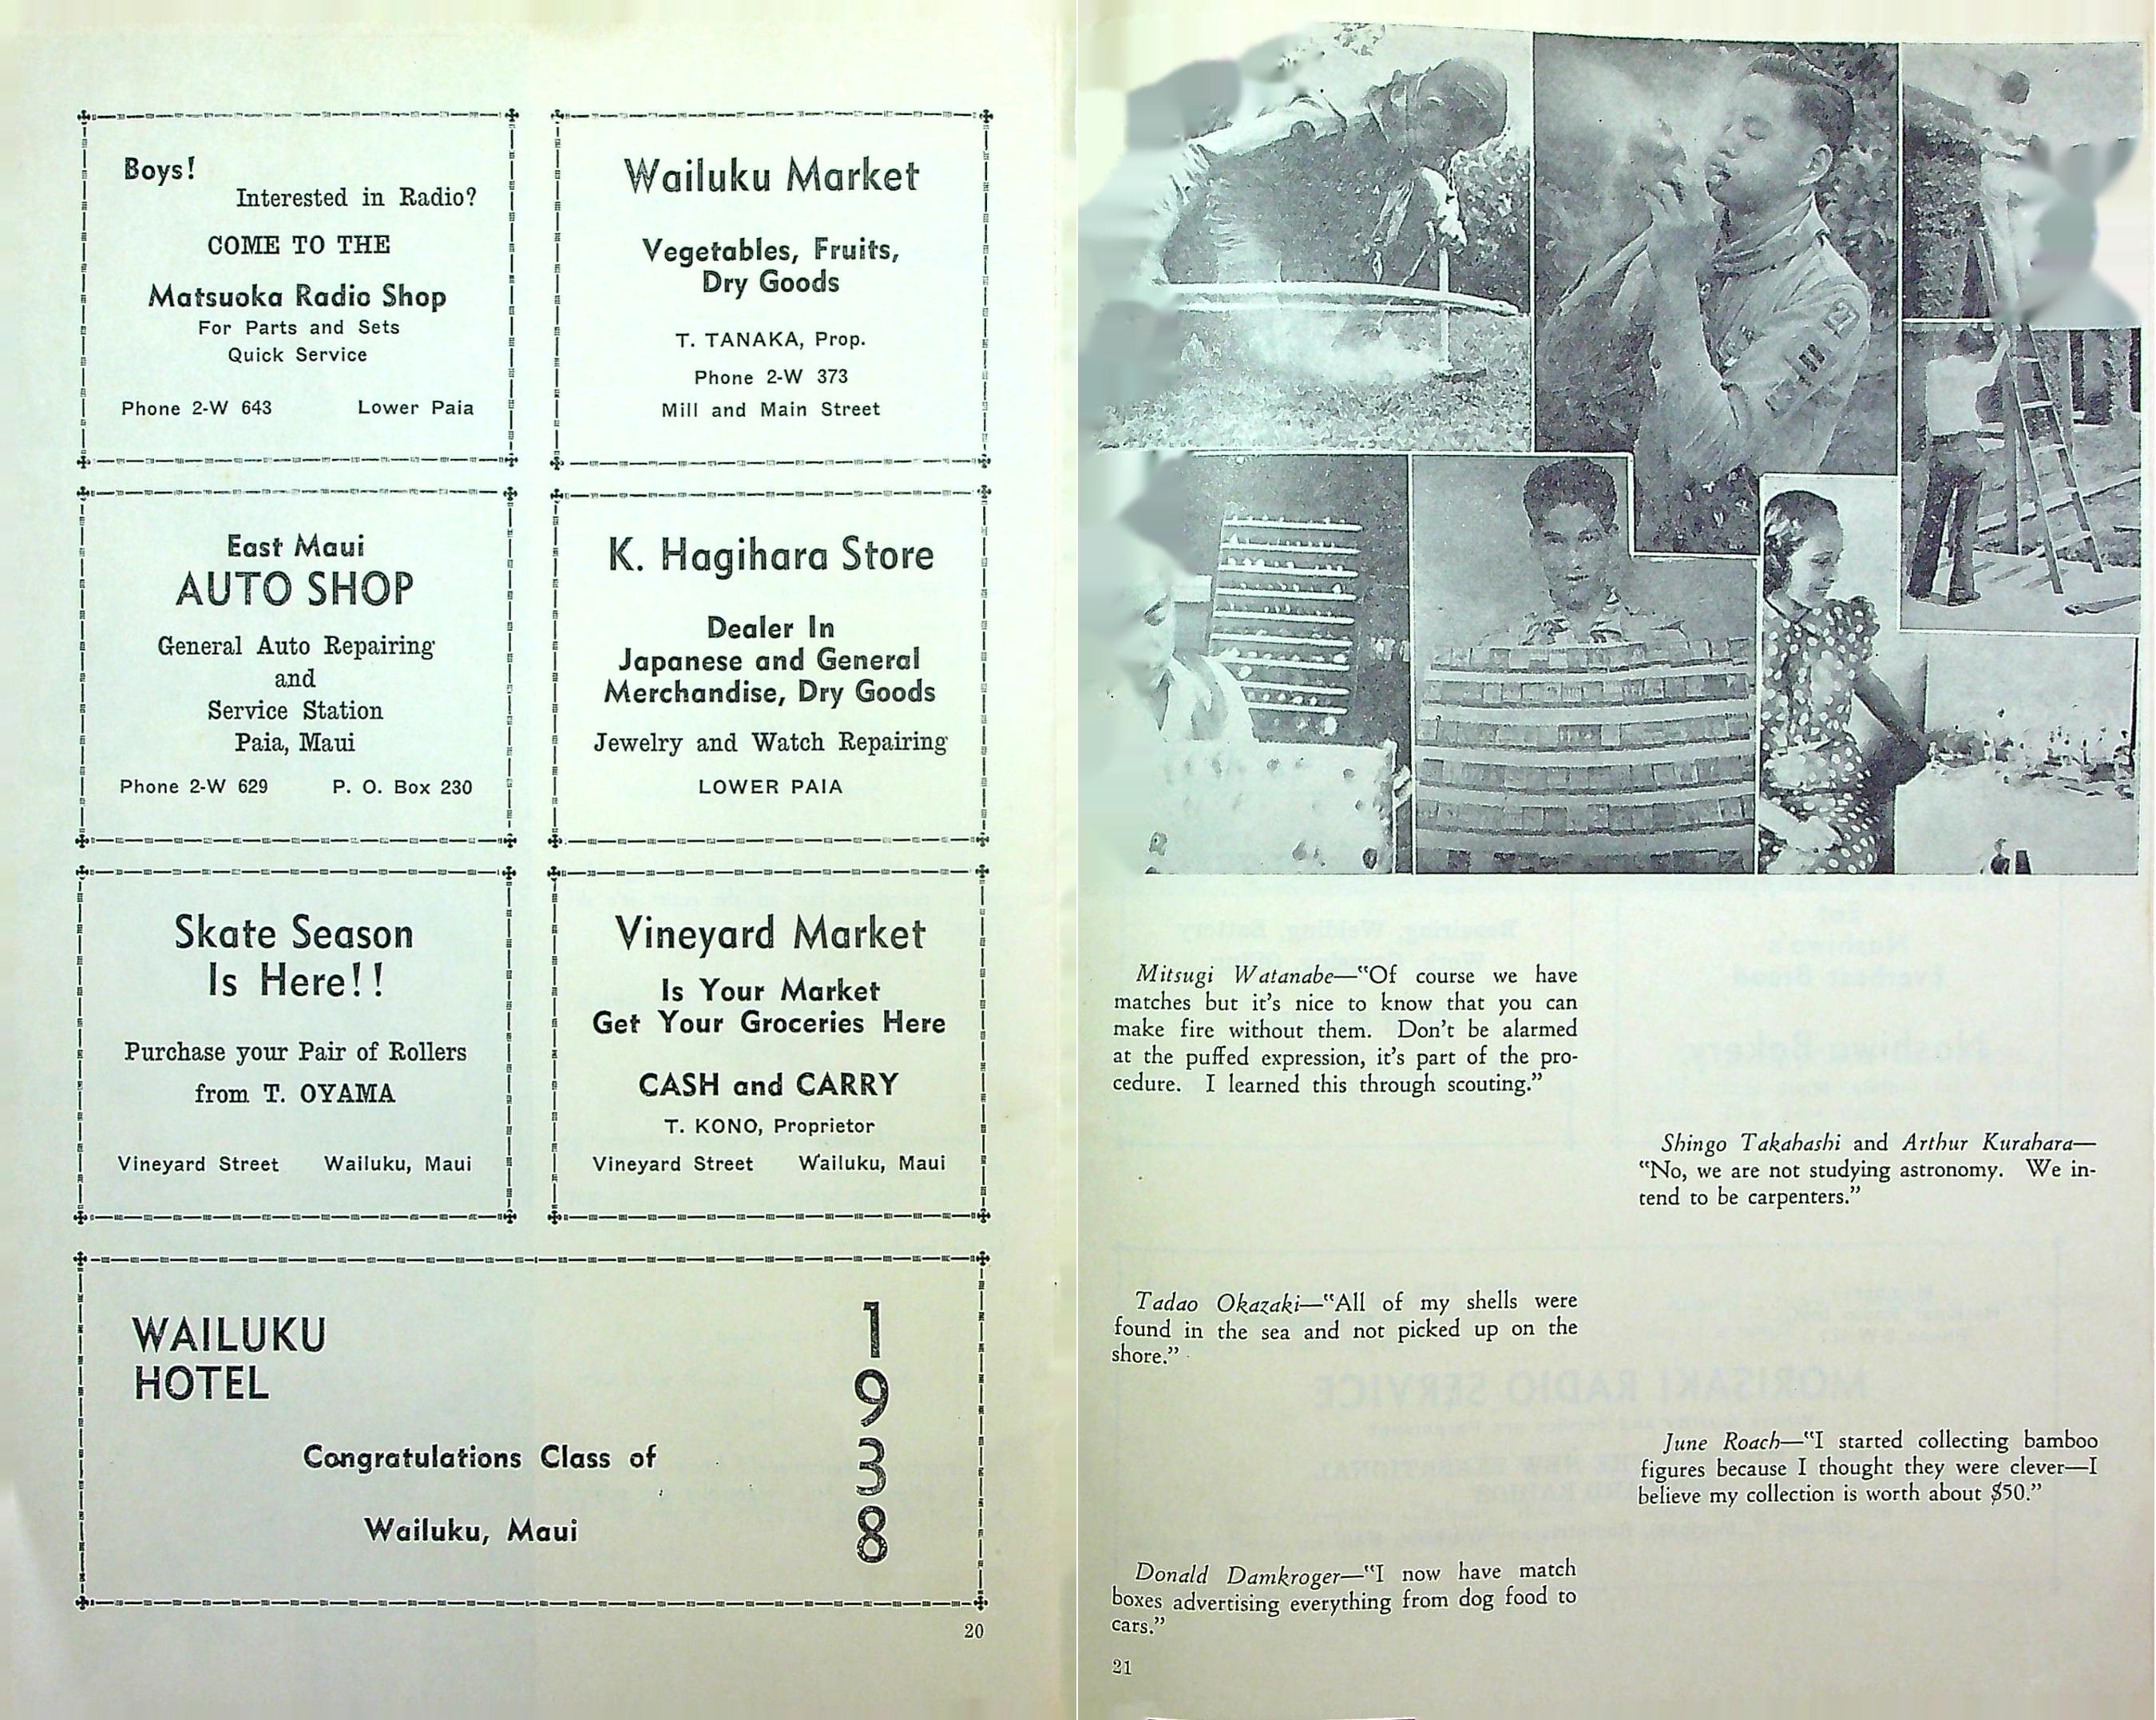 Boys!
Interested in Radio?
COME TO THE
Matsuoka Radio Shop
For Parts and Sets
Quick Service
Phone 2-W 643 Lower Paia
Wailuku Market
Vegetables, Fruits,
Dry Goods
T. TANAKA, Prop.
Phone 2-W 373
Mill and Main Street
East Maui
AUTO SHOP
General Auto Repairing
and
Service Station
Paia, Maui
Phone 2-W 629 P. O. Box 230
K. Hagihara Store
Dealer In
Japanese and General
Merchandise, Dry Goods
Jewelry and Watch Repairing
LOWER PAIA
Skate Season
Is Here!!
Purchase your Pair of Rollers
from T. OYAMA
Vineyard Street Wailuku, Maui
Vineyard Market
Is Your Market
Get Your Groceries Here
CASH and CARRY
T. KONO, Proprietor
Vineyard Street Wailuku, Maui
WAILUKU
HOTEL
Congratulations Class of
Wailuku, Maui
1
9
3
8
20
27
Mitsugi Watanabe—"Of course we have
matches but it's nice to know that you can
make fire without them. Don't be alarmed
at the puffed expression, it's part of the pro-
cedure. I learned this through scouting."
Shingo Takahashi and Arthur Kurahara—
"No, we are not studying astronomy. We in-
tend to be carpenters."
Tadao Okazaki—"All of my shells were
found in the sea and not picked up on the
shore."
June Roach—"I started collecting bamboo
figures because I thought they were clever—I
believe my collection is worth about $50."
Donald Damkroger—"I now have match
boxes advertising everything from dog food to
cars."
21